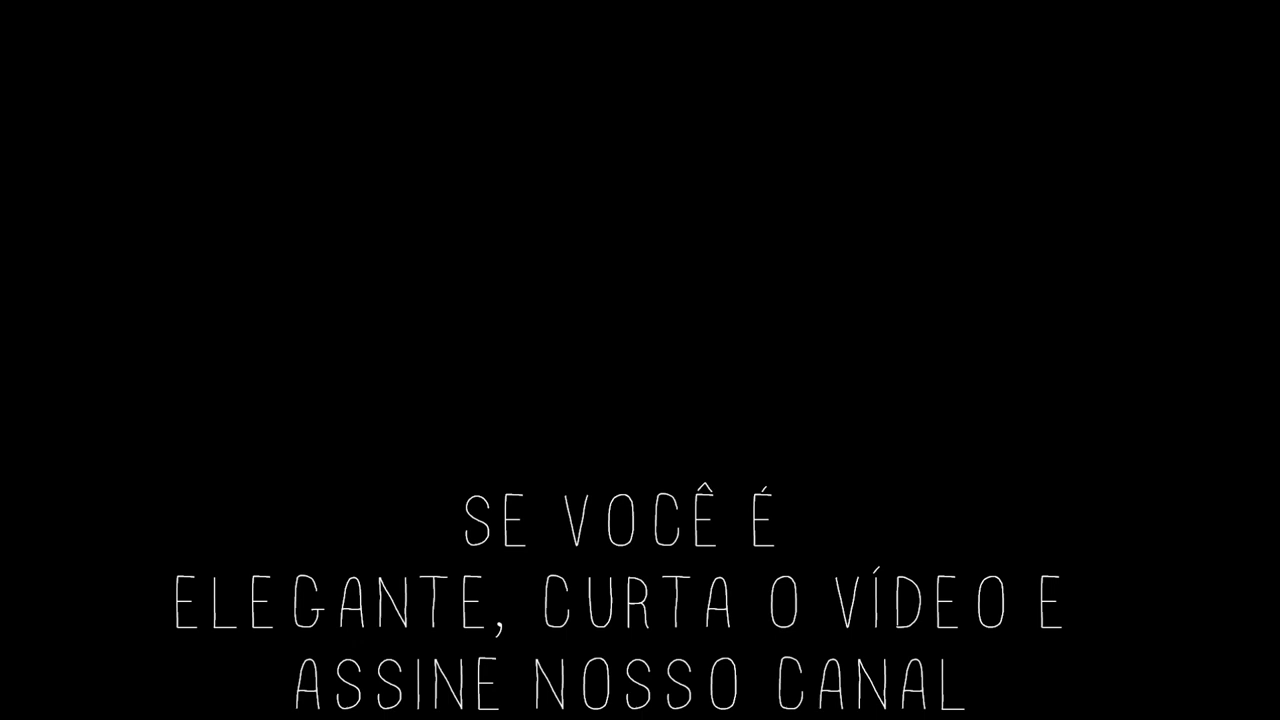 SE VOCÊ É
ELEGANTE, CURTA O VÍDEO E
ASSINE NOSSO CANAL